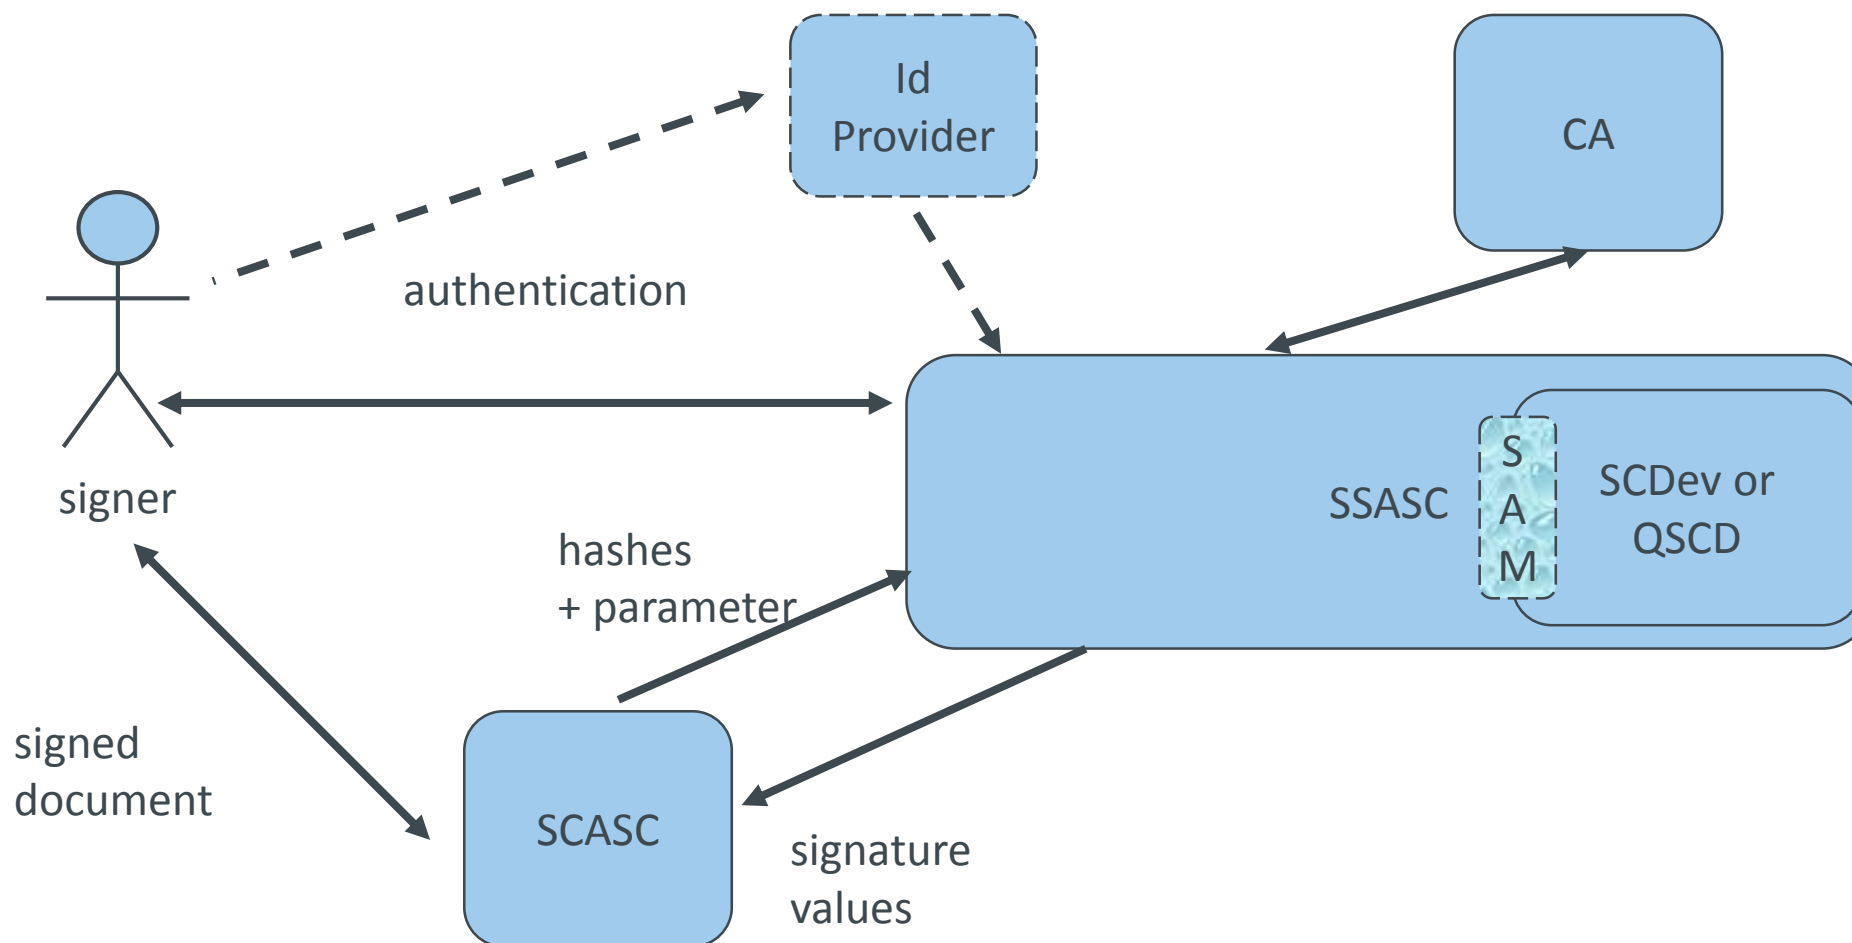 Id
Provider
CA
authentication
signer
SSASC
S
A
M
SCDev or
QSCD
hashes
+ parameter
signed
document
SCASC
signature
values